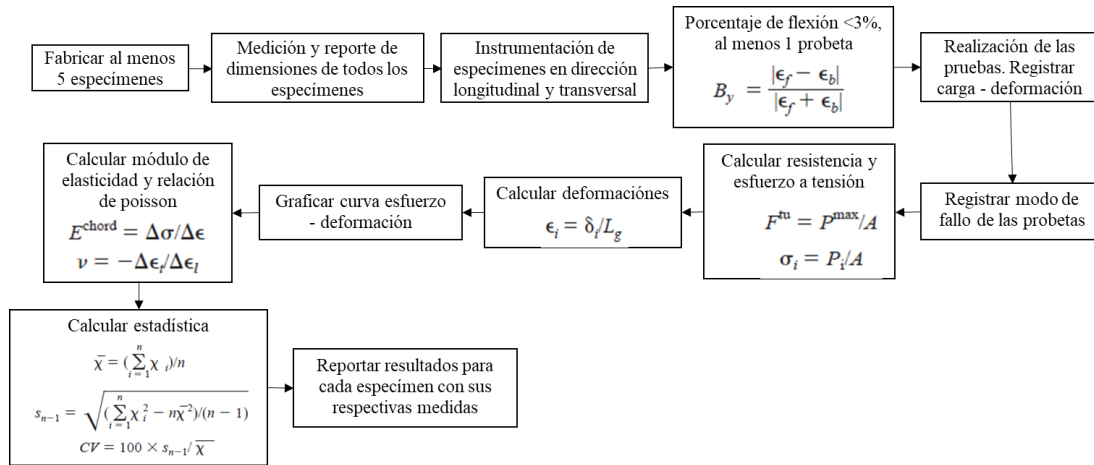 Fabricar al menos
5 especímenes
Medición y reporte de
dimensiones de todos los
especímenes
Instrumentación de
especímenes en dirección
longitudinal y transversal
Porcentaje de flexión <3%,
al menos 1 probeta
B_y = |ϵ_f − ϵ_b| / |ϵ_f + ϵ_b|
Realización de las
pruebas. Registrar
carga - deformación
Registrar modo de
fallo de las probetas
Calcular resistencia y
esfuerzo a tensión
F^tu = P^max/A
σ_i = P_i/A
Calcular deformaciónes
ϵ_i = δ_i/L_g
Graficar curva esfuerzo
- deformación
Calcular módulo de
elasticidad y relación
de poisson
E^chord = Δσ/Δϵ
ν = −Δϵ_t/Δϵ_l
Calcular estadística
χ̄ = (∑_{i=1}^{n} χ_i)/n
s_{n−1} = √((∑_{i=1}^{n} χ_i^2 − nχ̄^2)/(n − 1))
CV = 100 × s_{n−1}/χ̄
Reportar resultados para
cada espécimen con sus
respectivas medidas